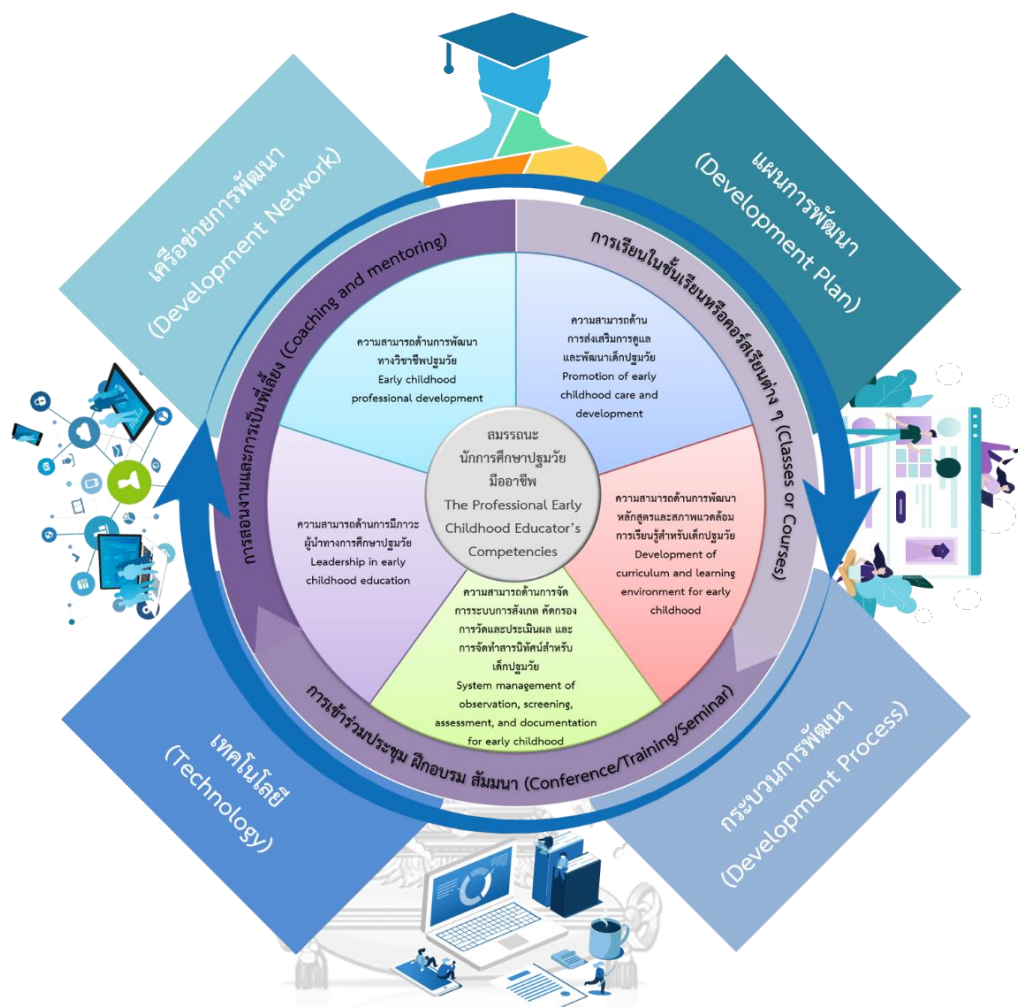 เครือข่ายการพัฒนา
(Development Network)
แผนการพัฒนา
(Development Plan)
การสอนงานและการเป็นพี่เลี้ยง (Coaching and mentoring)
การเรียนในชั้นเรียนหรือคอร์สเรียนต่าง ๆ (Classes or Courses)
ความสามารถด้านการพัฒนา
ทางวิชาชีพปฐมวัย
Early childhood
professional development
ความสามารถด้าน
การส่งเสริมการดูแล
และพัฒนาเด็กปฐมวัย
Promotion of early
childhood care and
development
สมรรถนะ
นักการศึกษาปฐมวัย
มืออาชีพ
The Professional Early
Childhood Educator's
Competencies
ความสามารถด้านการมีภาวะ
ผู้นำทางการศึกษาปฐมวัย
Leadership in early
childhood education
ความสามารถด้านการพัฒนา
หลักสูตรและสภาพแวดล้อม
การเรียนรู้สำหรับเด็กปฐมวัย
Development of
curriculum and learning
environment for early
childhood
ความสามารถด้านการจัด
การระบบการสังเกต คัดกรอง
การวัดและประเมินผล และ
การจัดทำสารนิทัศน์สำหรับ
เด็กปฐมวัย
System management of
observation, screening,
assessment, and documentation
for early childhood
การเข้าร่วมประชุม ฝึกอบรม สัมมนา (Conference/Training/Seminar)
เทคโนโลยี
(Technology)
กระบวนการพัฒนา
(Development Process)